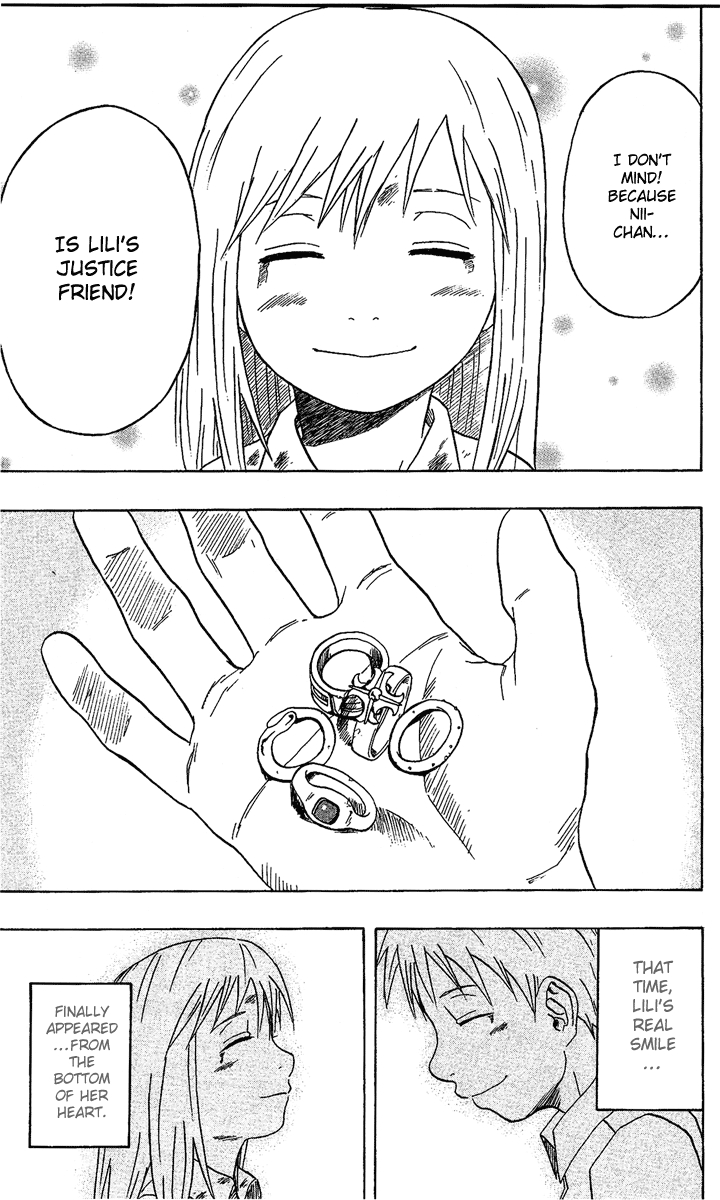 I DON'T
MIND!
BECAUSE
NII-
CHAN...
IS LILI'S
JUSTICE
FRIEND!
THAT
TIME,
LILI'S
REAL
SMILE
...
FINALLY
APPEARED
...FROM
THE
BOTTOM
OF HER
HEART.